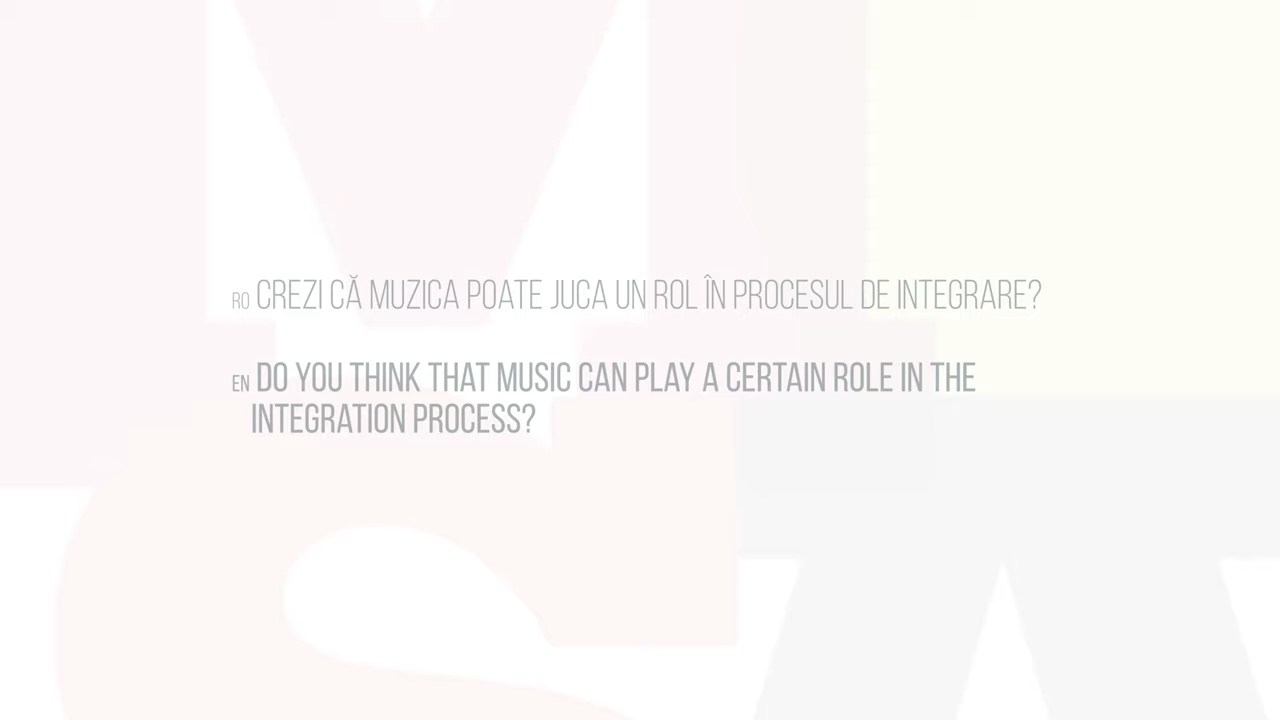 RO CREZI CĂ MUZICA POATE JUCA UN ROL ÎN PROCESUL DE INTEGRARE?
EN DO YOU THINK THAT MUSIC CAN PLAY A CERTAIN ROLE IN THE
INTEGRATION PROCESS?